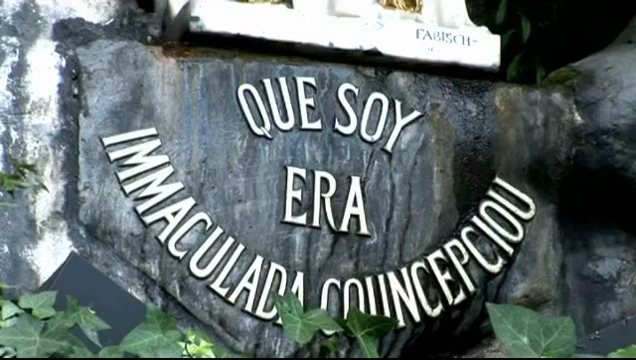 FABISCH
QUE SOY
ERA
IMMACULADA COUNCEPCIOU